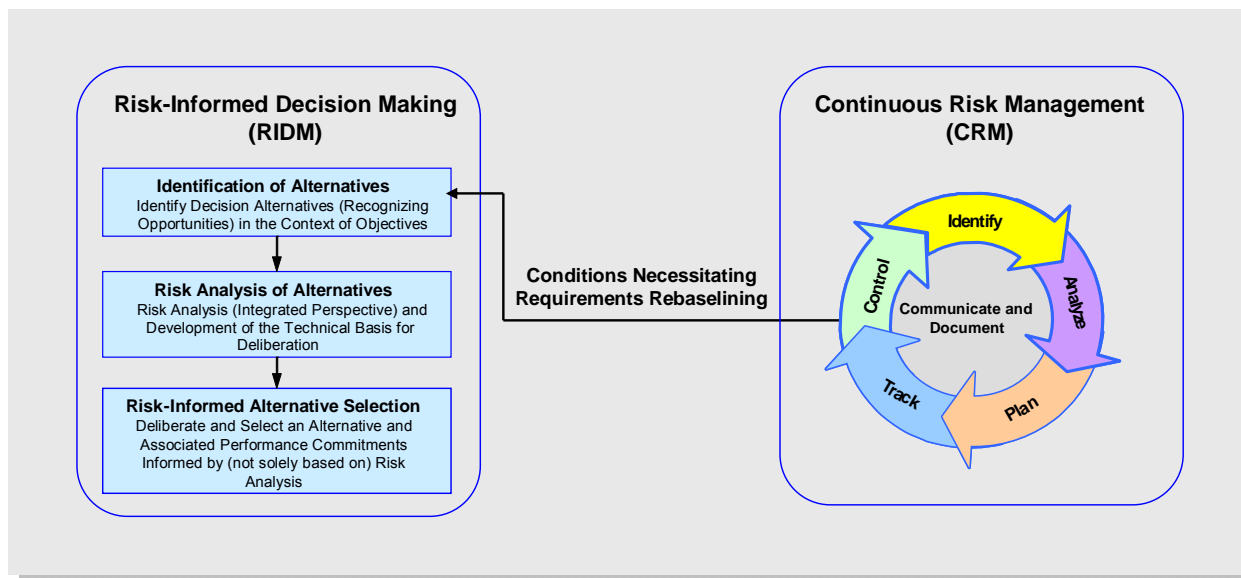 Risk-Informed Decision Making
(RIDM)
Identification of Alternatives
Identify Decision Alternatives (Recognizing
Opportunities) in the Context of Objectives
Risk Analysis of Alternatives
Risk Analysis (Integrated Perspective) and
Development of the Technical Basis for
Deliberation
Risk-Informed Alternative Selection
Deliberate and Select an Alternative and
Associated Performance Commitments
Informed by (not solely based on) Risk
Analysis
Conditions Necessitating
Requirements Rebaselining
Continuous Risk Management
(CRM)
Identify
Analyze
Plan
Track
Control
Communicate and
Document